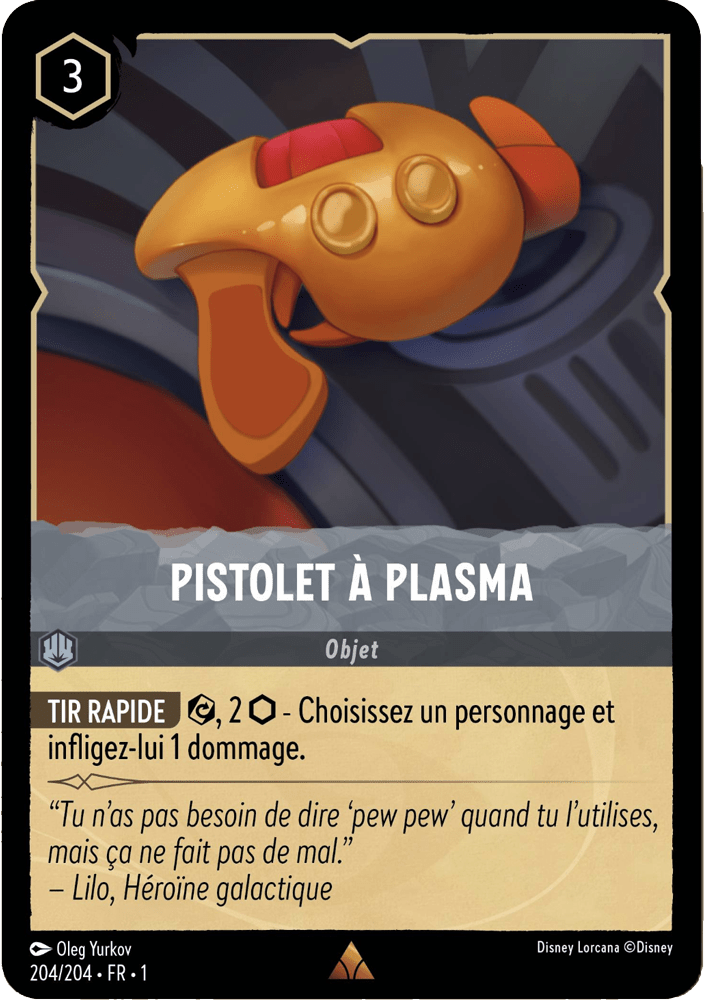 3
PISTOLET À PLASMA
Objet
TIR RAPIDE , 2 - Choisissez un personnage et
infligez-lui 1 dommage.
“Tu n'as pas besoin de dire ‘pew pew’ quand tu l'utilises,
mais ça ne fait pas de mal.”
– Lilo, Héroïne galactique
Oleg Yurkov
Disney Lorcana ©Disney
204/204 • FR • 1